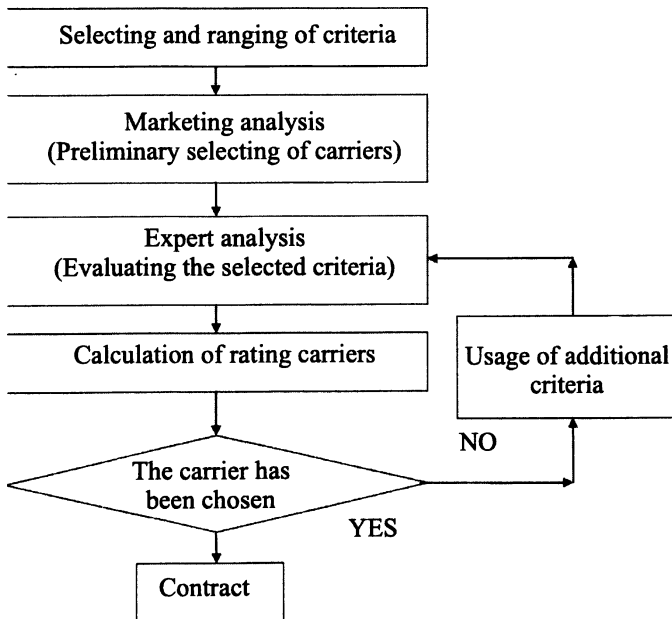 Selecting and ranging of criteria
Marketing analysis
(Preliminary selecting of carriers)
Expert analysis
(Evaluating the selected criteria)
Calculation of rating carriers
Usage of additional
criteria
NO
The carrier has
been chosen
YES
Contract